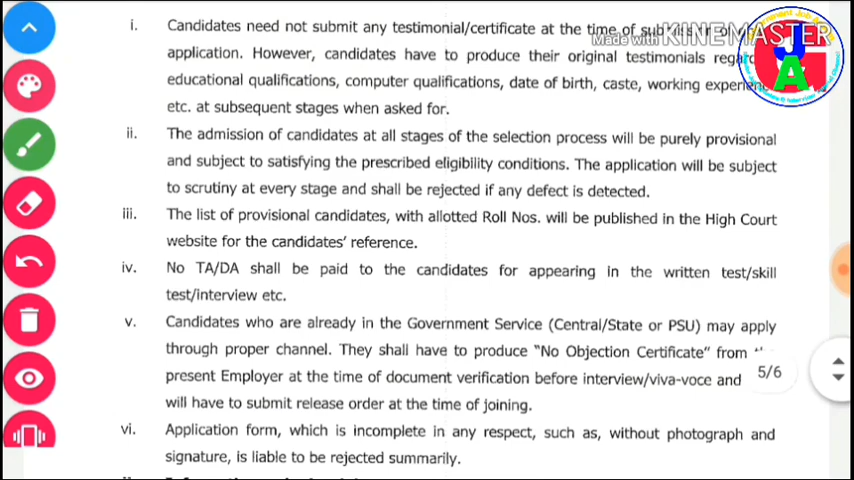 i. Candidates need not submit any testimonial/certificate at the time of
Made with KINEMASTER
application. However, candidates have to produce their original testimonials
JA
educational qualifications, computer qualifications, date of birth, caste, working
etc. at subsequent stages when asked for.
ii. The admission of candidates at all stages of the selection process will be purely provisional
and subject to satisfying the prescribed eligibility conditions. The application will be subject
to scrutiny at every stage and shall be rejected if any defect is detected.
iii. The list of provisional candidates, with allotted Roll Nos. will be published in the High Court
website for the candidates' reference.
iv. No TA/DA shall be paid to the candidates for appearing in the written test/skill
test/interview etc.
v. Candidates who are already in the Government Service (Central/State or PSU) may apply
through proper channel. They shall have to produce "No Objection Certificate" from
present Employer at the time of document verification before interview/viva-voce and
5/6
will have to submit release order at the time of joining.
vi. Application form, which is incomplete in any respect, such as, without photograph and
signature, is liable to be rejected summarily.